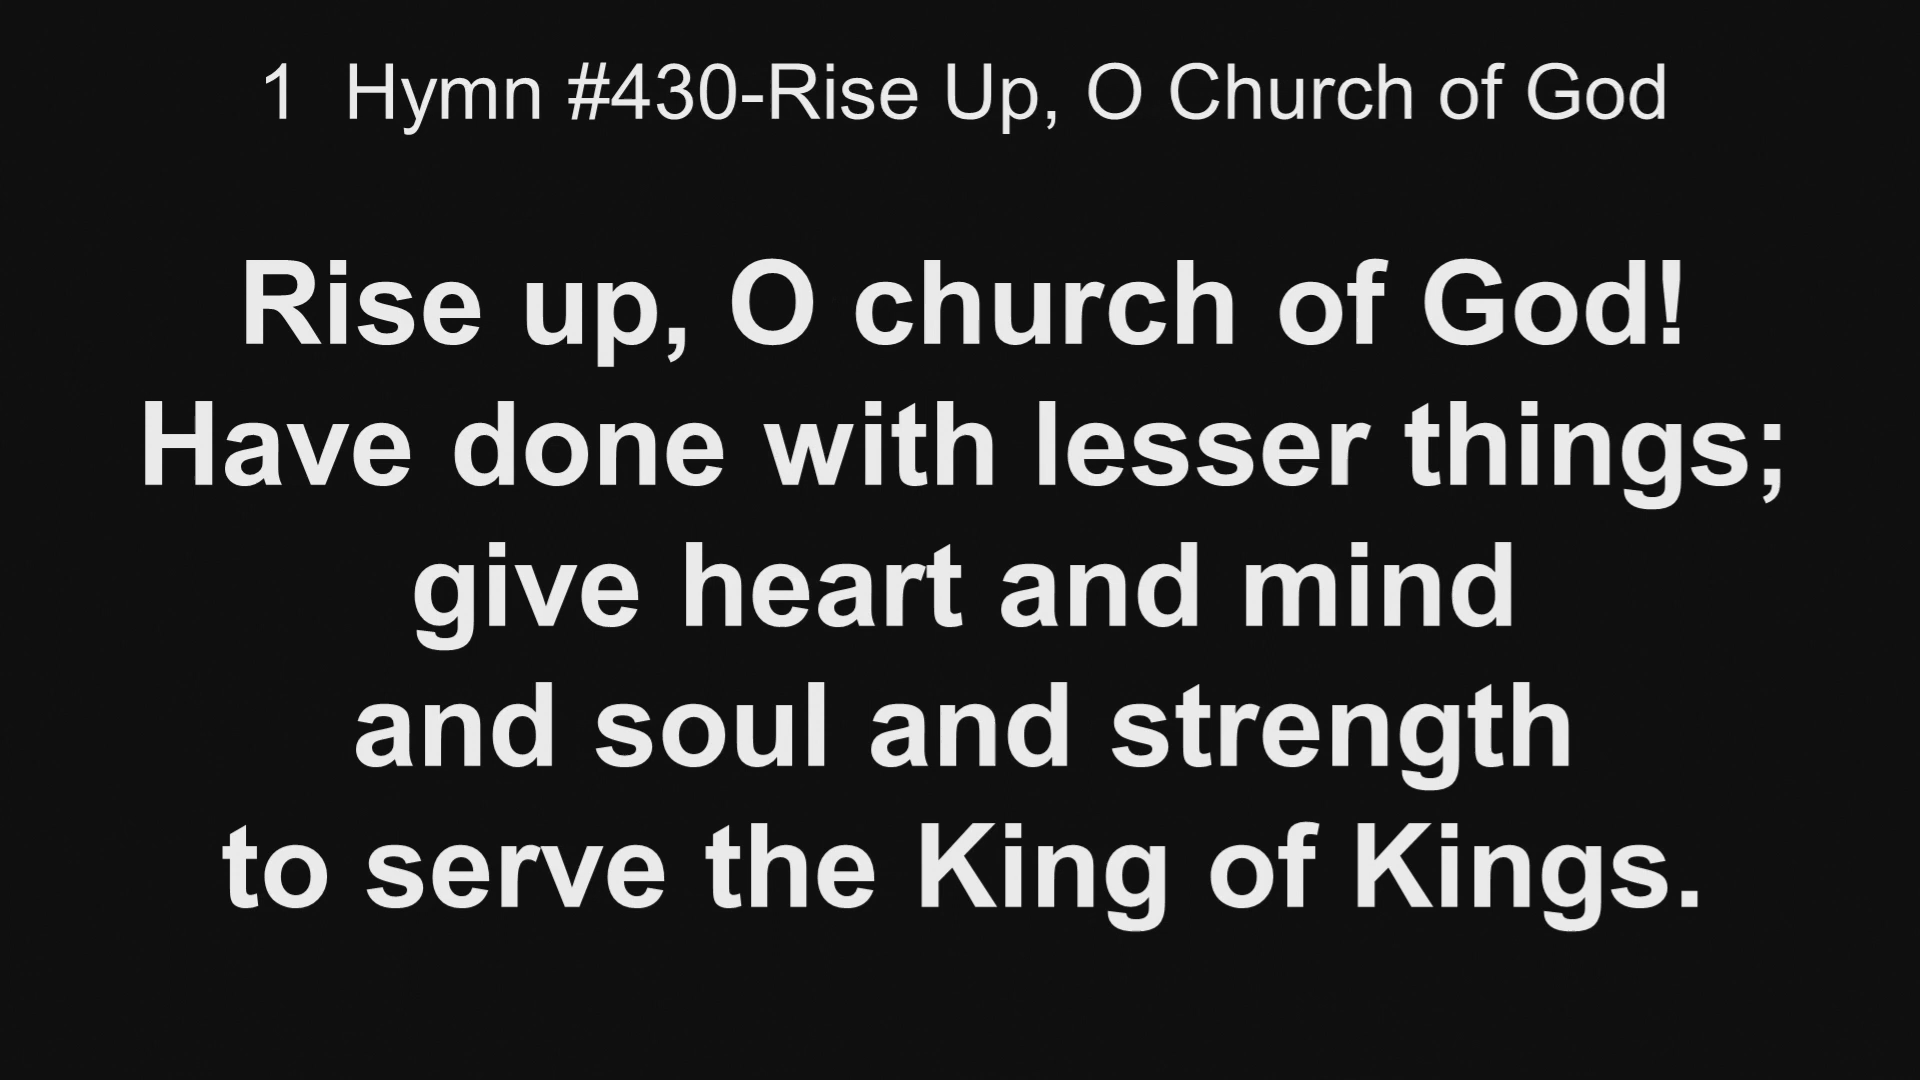 1 Hymn #430-Rise Up, O Church of God
Rise up, O church of God!
Have done with lesser things;
give heart and mind
and soul and strength
to serve the King of Kings.